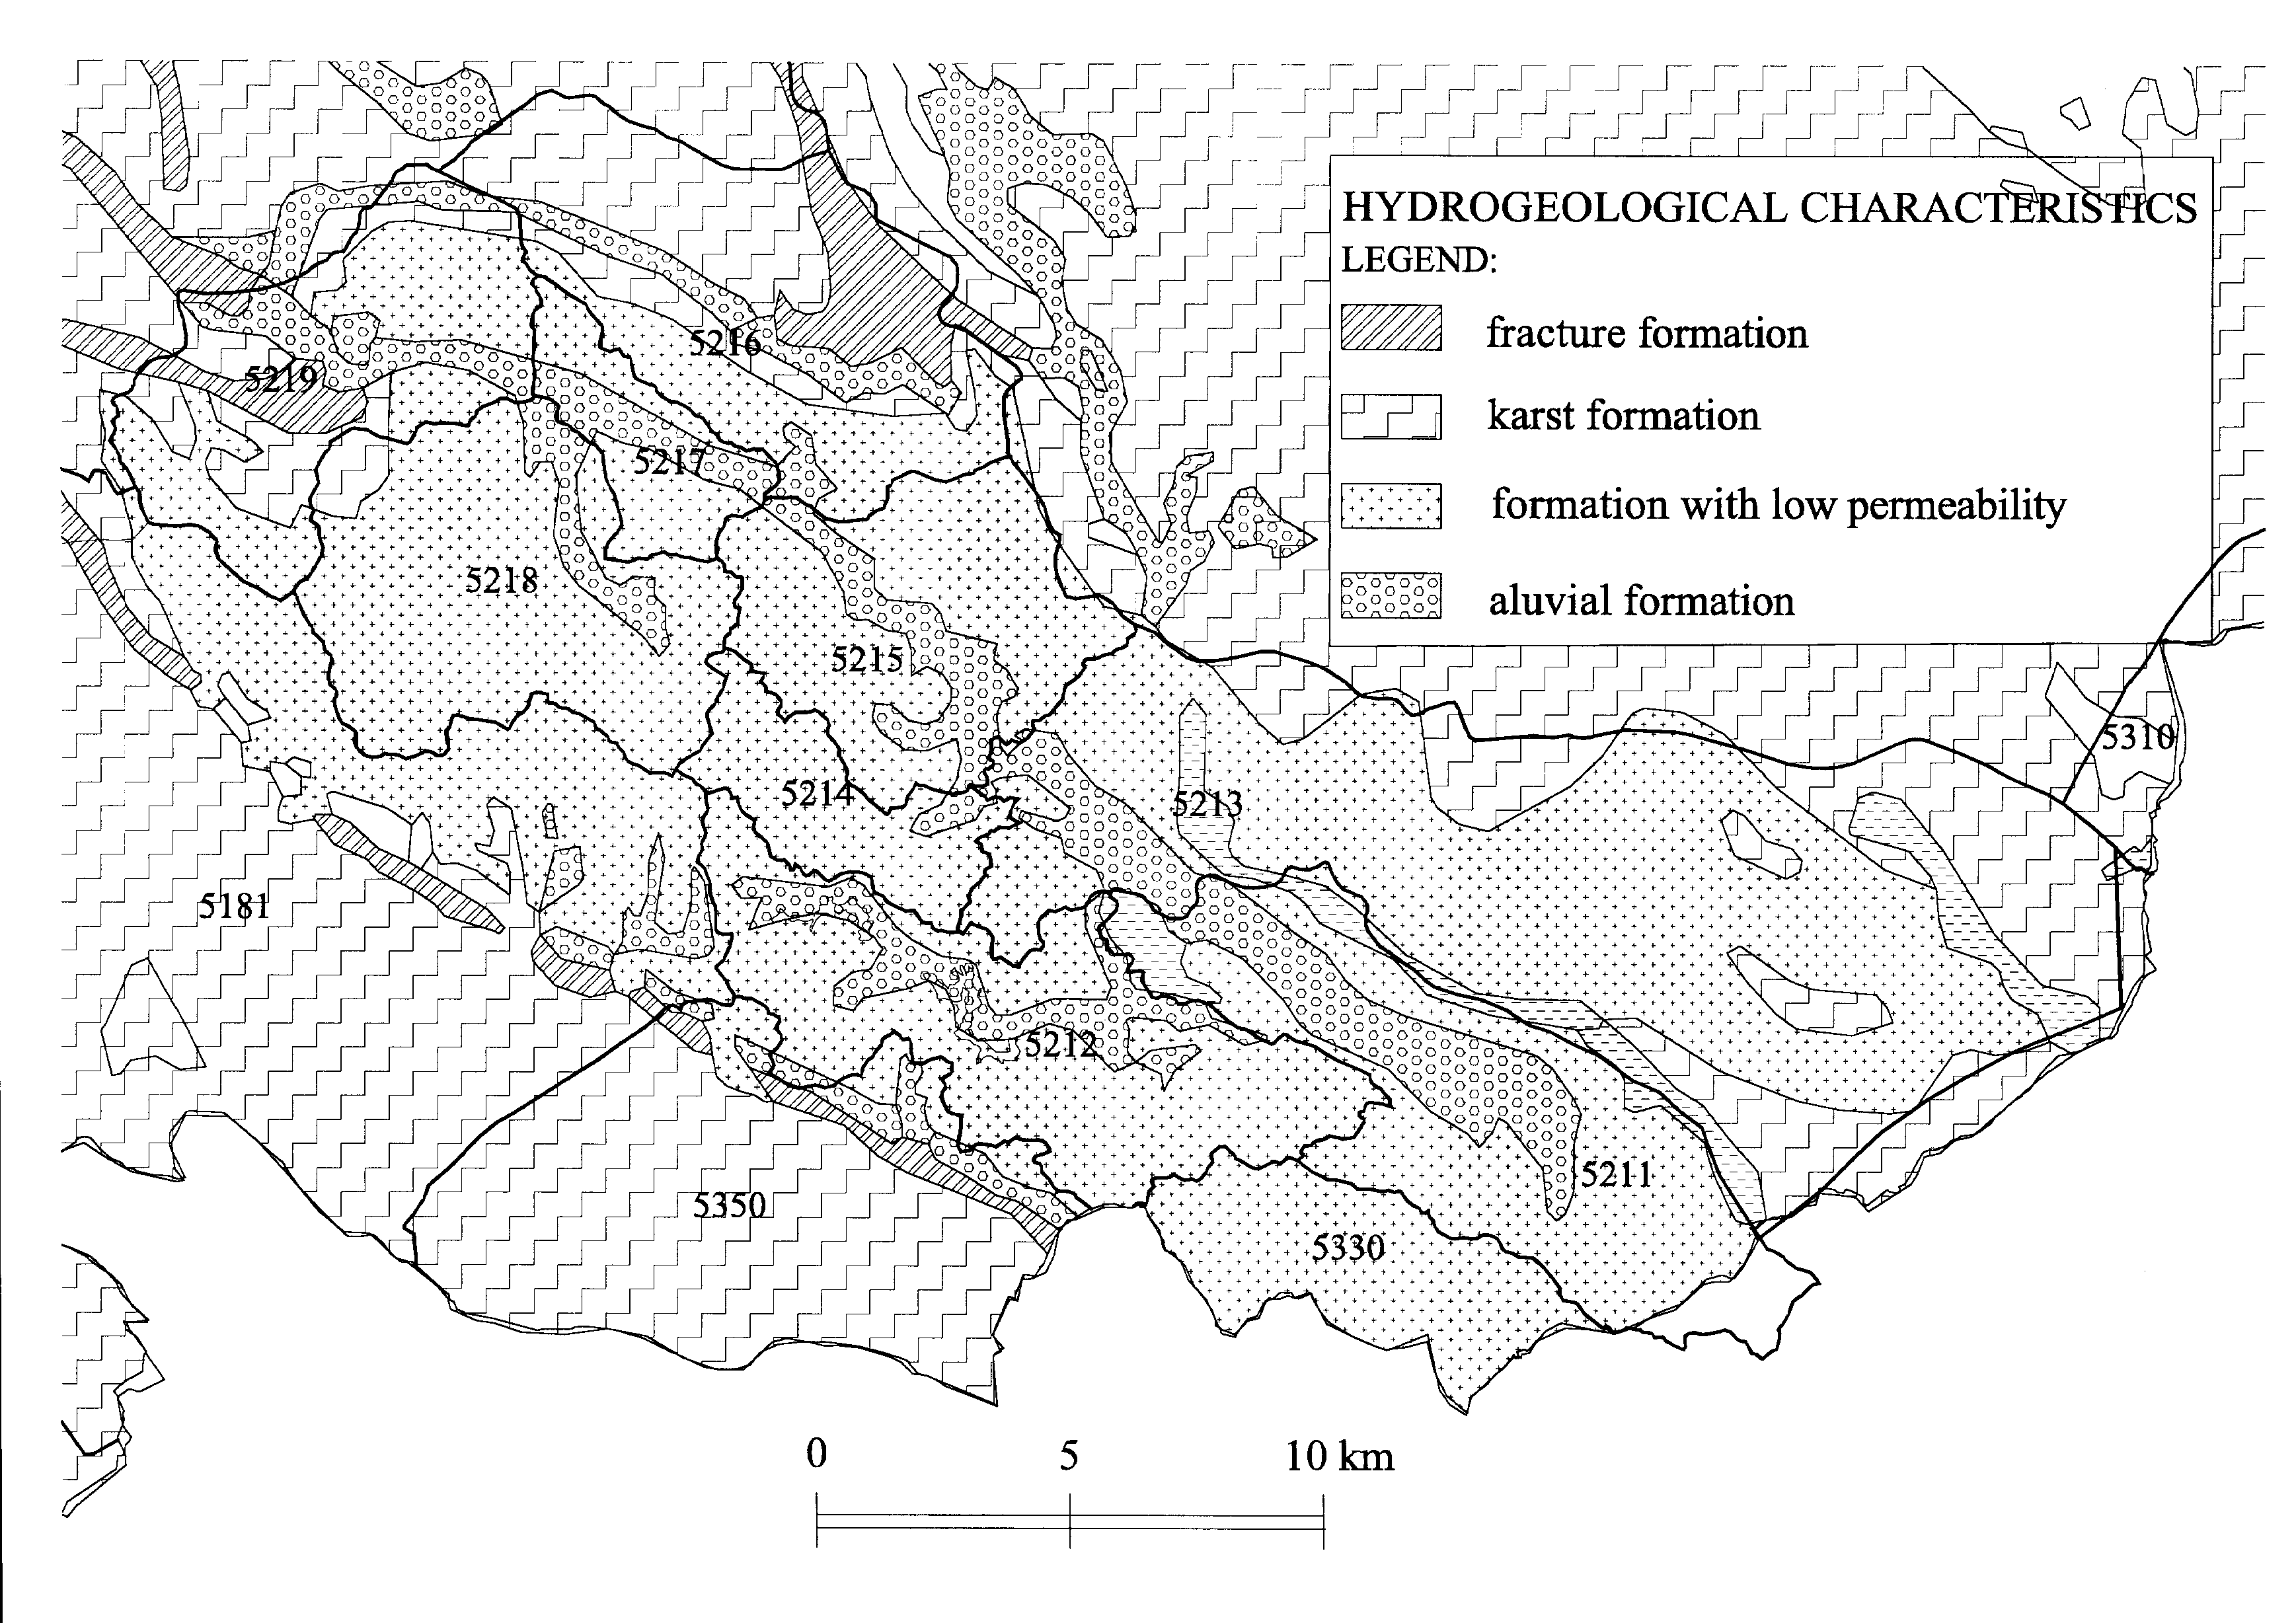 HYDROGEOLOGICAL CHARACTERISTICS
LEGEND:
fracture formation
karst formation
formation with low permeability
aluvial formation
5216
5219
5217
5218
5215
5310
5214
5213
5181
5212
5211
5350
5330
0 5 10 km